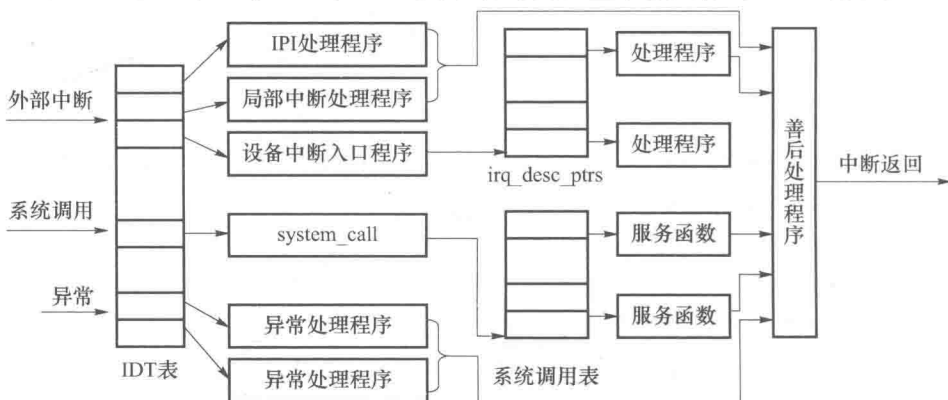 IPI处理程序
处理程序
外部中断
局部中断处理程序
设备中断入口程序
处理程序
irq_desc_ptrs
善后处理程序
中断返回
系统调用
system_call
服务函数
异常
异常处理程序
服务函数
IDT表
异常处理程序
系统调用表